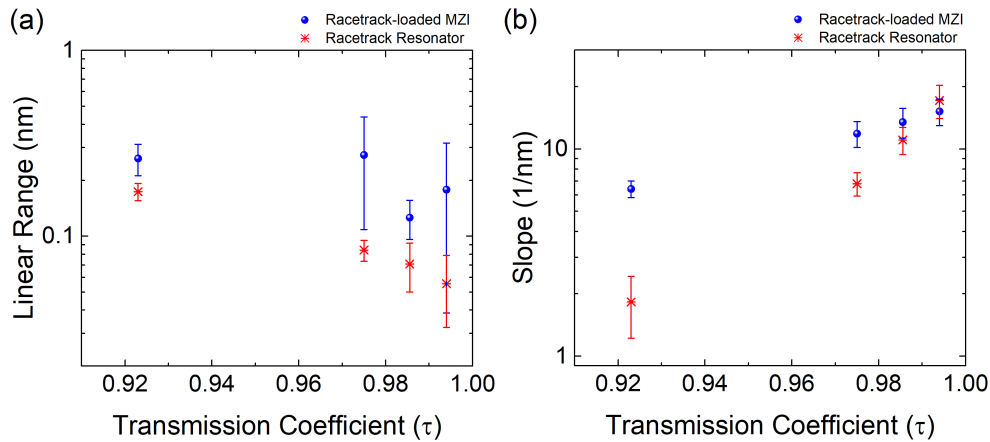 (a)
Racetrack-loaded MZI
Racetrack Resonator
1
0.1
Linear Range (nm)
0.92 0.94 0.96 0.98 1.00
Transmission Coefficient (τ)
(b)
Racetrack-loaded MZI
Racetrack Resonator
10
1
Slope (1/nm)
0.92 0.94 0.96 0.98 1.00
Transmission Coefficient (τ)